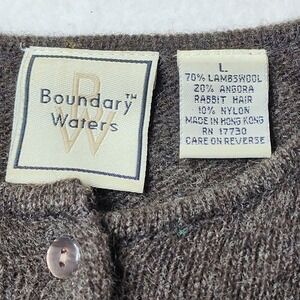 Boundary™
Waters
L
70% LAMBSWOOL
20% ANGORA
RABBIT HAIR
10% NYLON
MADE IN HONG KONG
RN 17730
CARE ON REVERSE